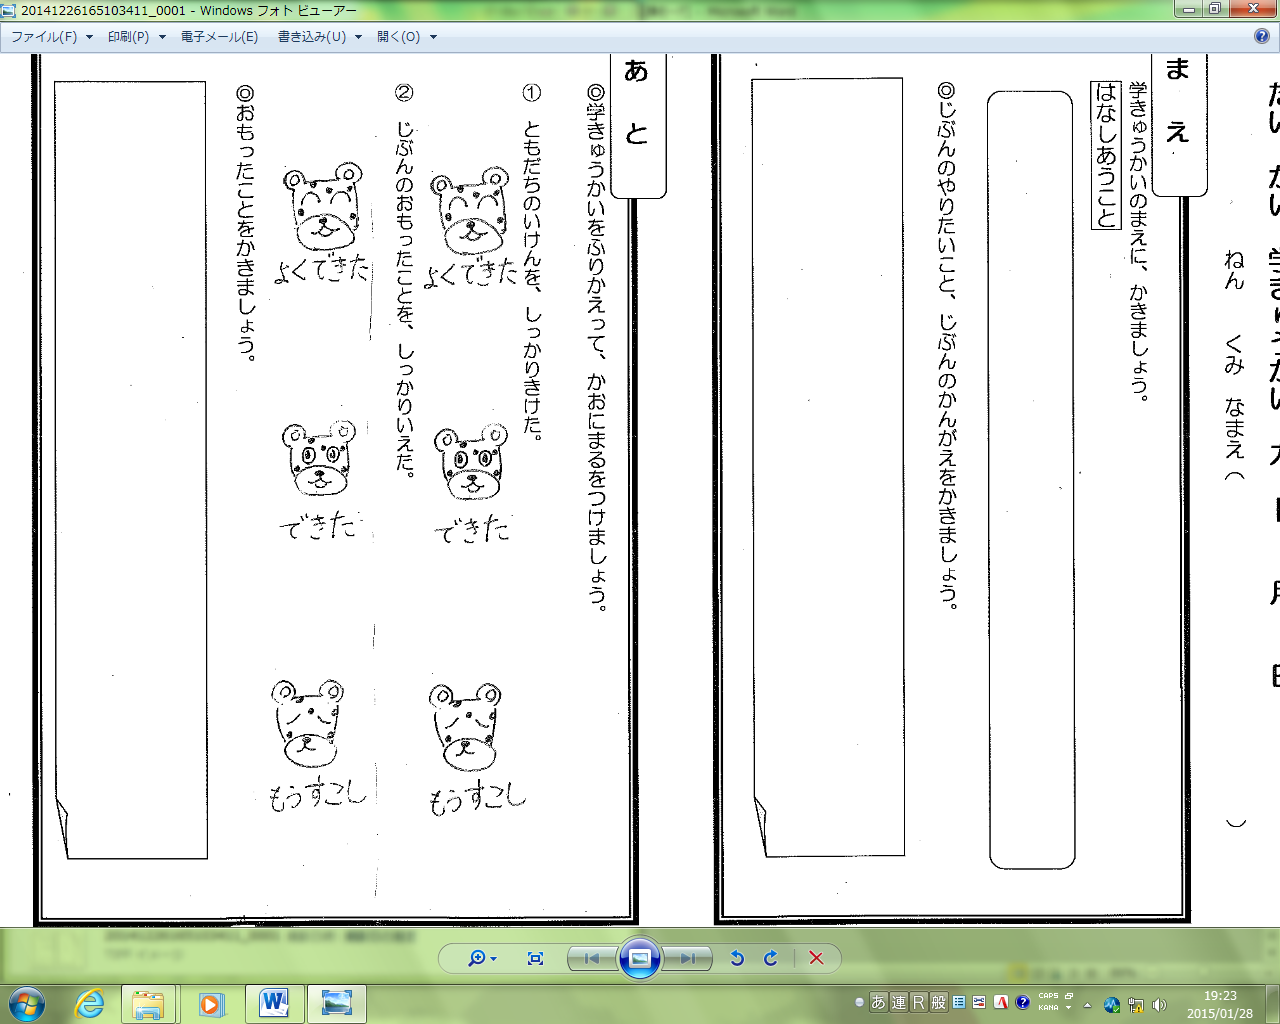 20141226165103411_0001 - Windows フォト ビューアー
ファイル(F) 印刷(P) 電子メール(E) 書き込み(U) 開く(O)
ねん くみ なまえ( )
まえ
学きゅうかいのまえに、かきましょう。
はなしあうこと
◎じぶんのやりたいこと、じぶんのかんがえをかきましょう。
あと
◎学きゅうかいをふりかえって、かおにまるをつけましょう。
① ともだちのいけんを、しっかりきけた。
よくできた
できた
もうすこし
② じぶんのおもったことを、しっかりいえた。
よくできた
できた
もうすこし
◎おもったことをかきましょう。
あ 連 R 般
CAPS
KANA
19:23
2015/01/28